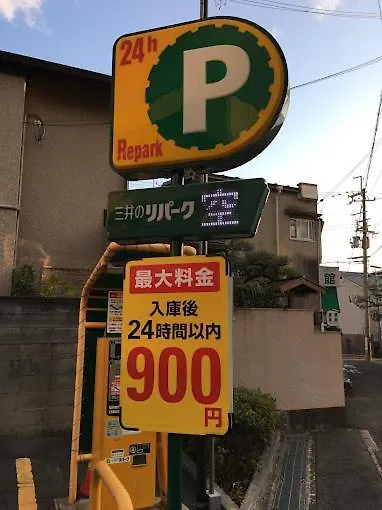 24h
P
Repark
三井のリパーク 空
最大料金
入庫後
24時間以内
900
円
館